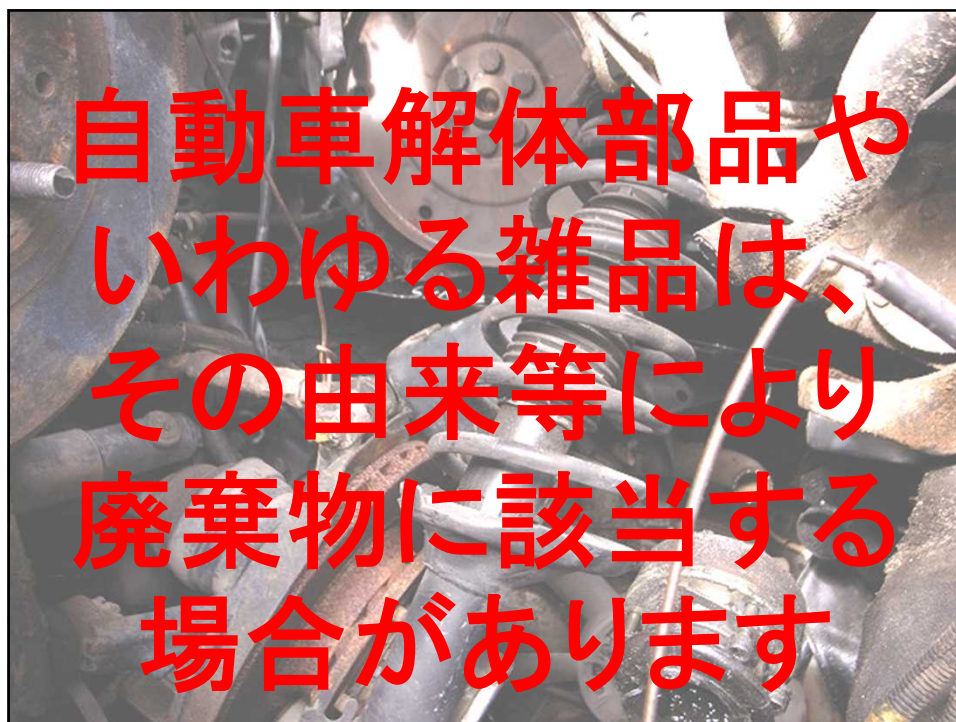 自動車解体部品や
いわゆる雑品は、
その由来等により
廃棄物に該当する
場合があります